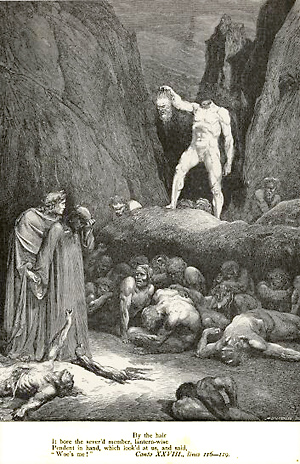 By the hair
It bore the sever'd member, lantern-wise
Pendent in hand, which look'd at us, and said,
"Woe's me!" Canto XXVIII., lines 116—119.